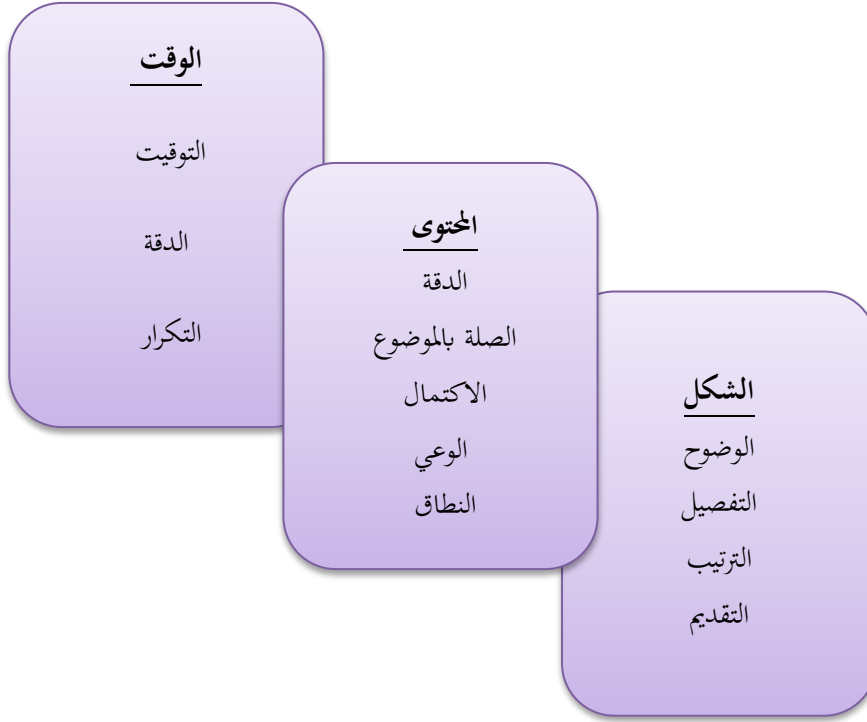 الوقت
التوقيت
الدقة
التكرار
المحتوى
الدقة
الصلة بالموضوع
الاكتمال
الوعي
النطاق
الشكل
الوضوح
التفصيل
الترتيب
التقديم